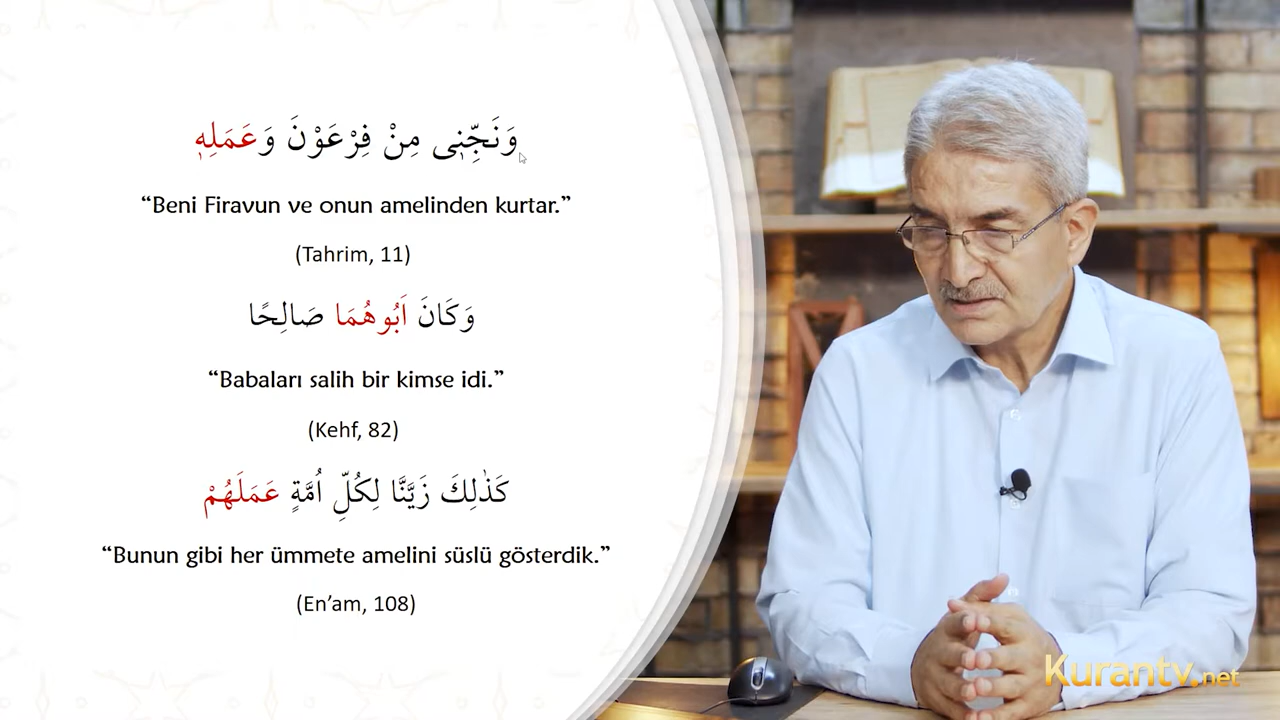 وَنَجِّنٖى مِنْ فِرْعَوْنَ وَعَمَلِهٖ
“Beni Firavun ve onun amelinden kurtar.”
(Tahrim, 11)
وَكَانَ اَبُوهُمَا صَالِحًا
“Babaları salih bir kimse idi.”
(Kehf, 82)
كَذٰلِكَ زَيَّنَّا لِكُلِّ اُمَّةٍ عَمَلَهُمْ
“Bunun gibi her ümmete amelini süslü gösterdik.”
(En’am, 108)
Kurantv.net